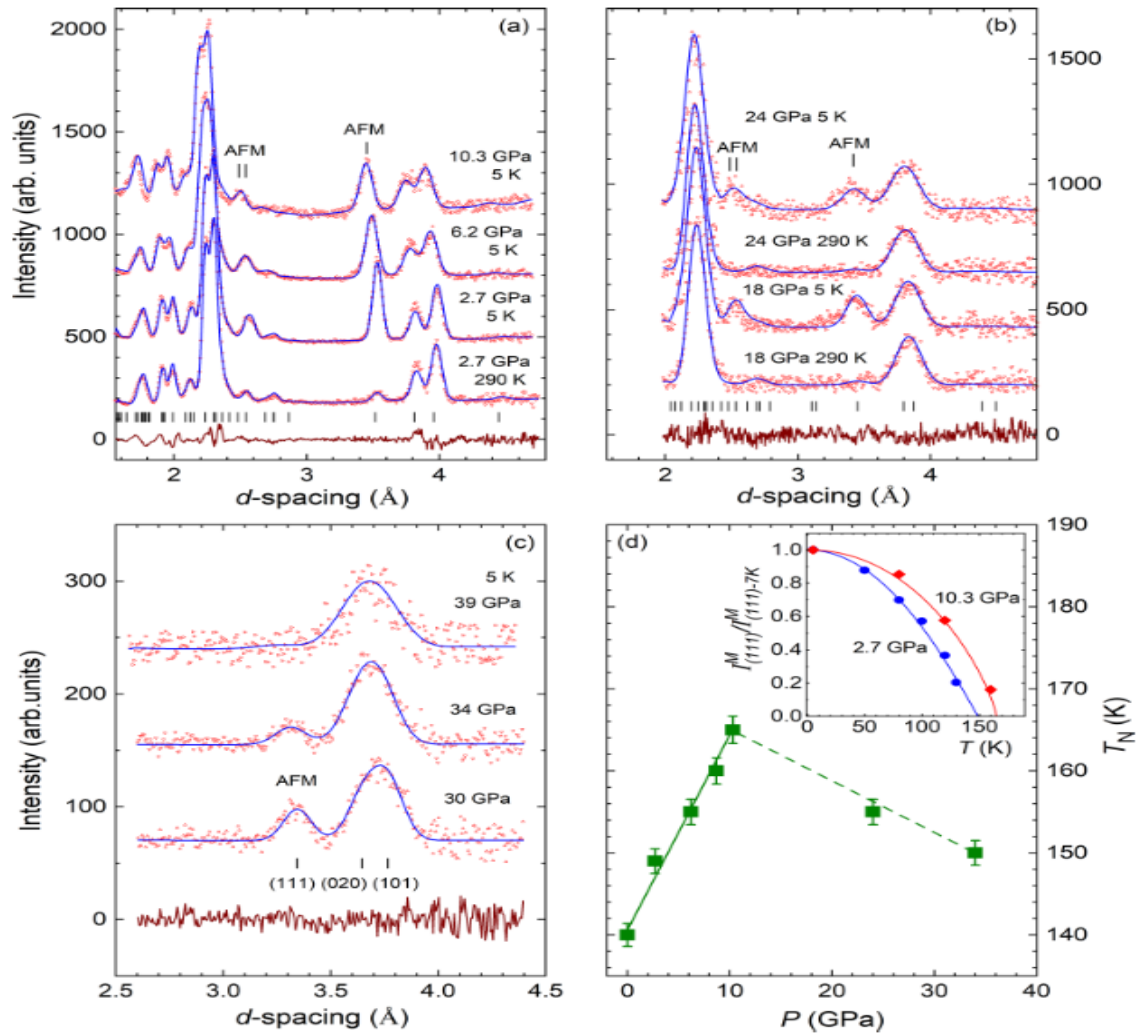 (a)
2000
1500
1000
500
0
Intensity (arb. units)
AFM
AFM
10.3 GPa
5 K
6.2 GPa
5 K
2.7 GPa
5 K
2.7 GPa
290 K
2
3
4
d-spacing (Å)
(b)
1500
1000
500
0
24 GPa 5 K
AFM
AFM
24 GPa 290 K
18 GPa 5 K
18 GPa 290 K
2
3
4
d-spacing (Å)
(c)
300
200
100
0
Intensity (arb.units)
5 K
39 GPa
34 GPa
AFM
30 GPa
(111) (020) (101)
2.5
3.0
3.5
4.0
4.5
d-spacing (Å)
(d)
190
180
170
160
150
140
T_N (K)
1.0
0.8
0.6
0.4
0.2
0.0
I^M_(111)/I^M_(111)-7K
10.3 GPa
2.7 GPa
0
50
100
150
T (K)
0
10
20
30
40
P (GPa)